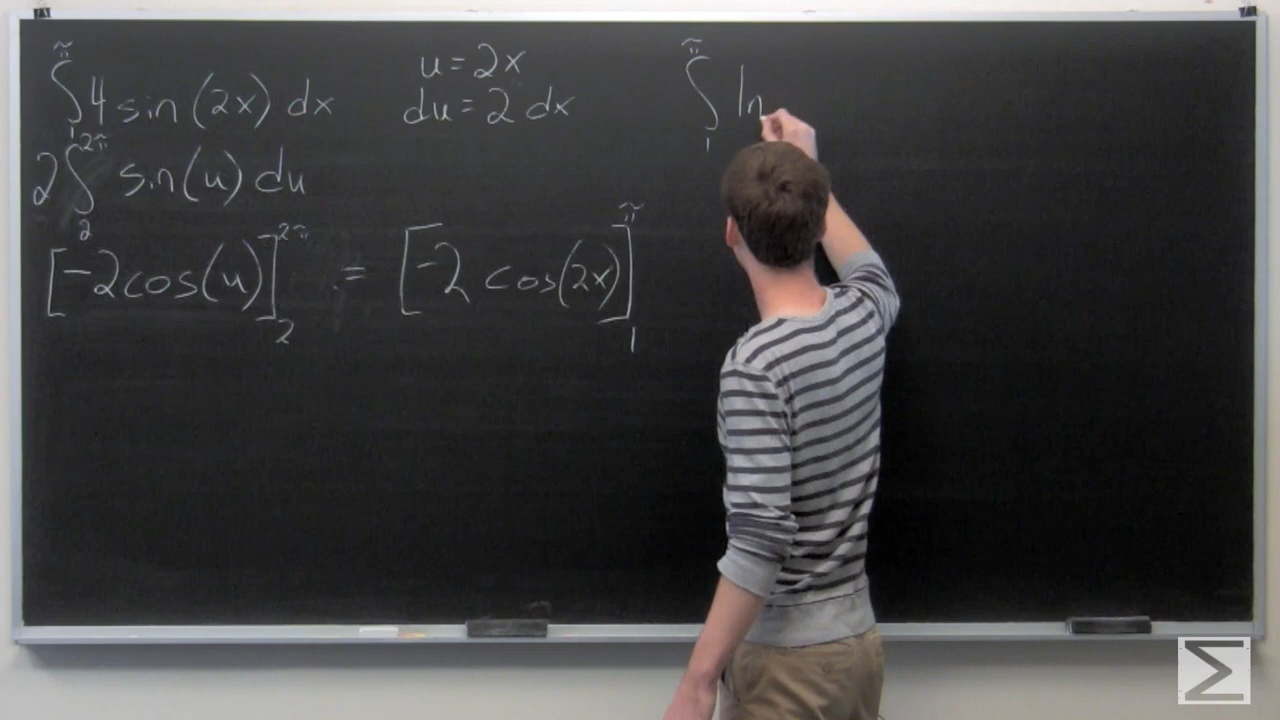 ∫₁^π 4 sin(2x) dx
2∫₂^2π sin(u) du
[-2cos(u)]₂^2π = [-2 cos(2x)]₁^π
u = 2x
du = 2 dx
∫₁^π ln
Σ